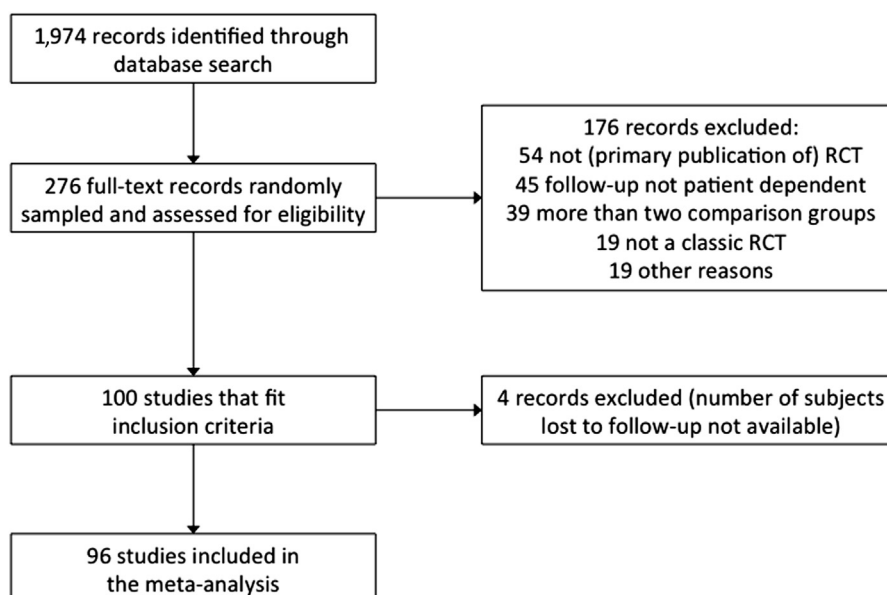 1,974 records identified through
database search
276 full-text records randomly
sampled and assessed for eligibility
176 records excluded:
54 not (primary publication of) RCT
45 follow-up not patient dependent
39 more than two comparison groups
19 not a classic RCT
19 other reasons
100 studies that fit
inclusion criteria
4 records excluded (number of subjects
lost to follow-up not available)
96 studies included in
the meta-analysis